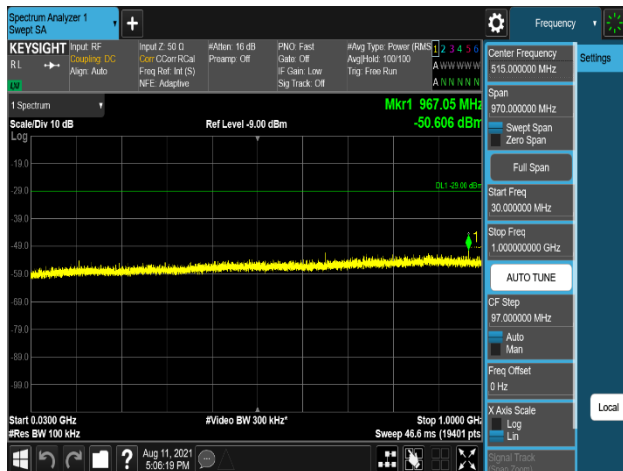 Spectrum Analyzer 1
Swept SA
Frequency
KEYSIGHT
Input: RF
Input Z: 50 Ω
#Atten: 16 dB
PNO: Fast
#Avg Type: Power (RMS
1 2 3 4 5 6
RL
Coupling: DC
Corr CCorr RCal
Preamp: Off
Gate: Off
Avg|Hold: 100/100
A W W W W W
Align: Auto
Freq Ref: Int (S)
IF Gain: Low
Trig: Free Run
NFE: Adaptive
Sig Track: Off
A N N N N N
1 Spectrum
Mkr1 967.05 MHz
Scale/Div 10 dB
Ref Level -9.00 dBm
-50.606 dBm
Log
-19.0
-29.0
DL1 -29.00 dBm
-39.0
-49.0
1
-59.0
-69.0
-79.0
-89.0
-99.0
Start 0.0300 GHz
#Video BW 300 kHz*
Stop 1.0000 GHz
#Res BW 100 kHz
Sweep 46.6 ms (19401 pts
?
Aug 11, 2021
5:06:19 PM
Center Frequency
515.000000 MHz
Settings
Span
970.000000 MHz
Swept Span
Zero Span
Full Span
Start Freq
30.000000 MHz
Stop Freq
1.000000000 GHz
AUTO TUNE
CF Step
97.000000 MHz
Auto
Man
Freq Offset
0 Hz
X Axis Scale
Log
Lin
Local
Signal Track
(Span Zoom)